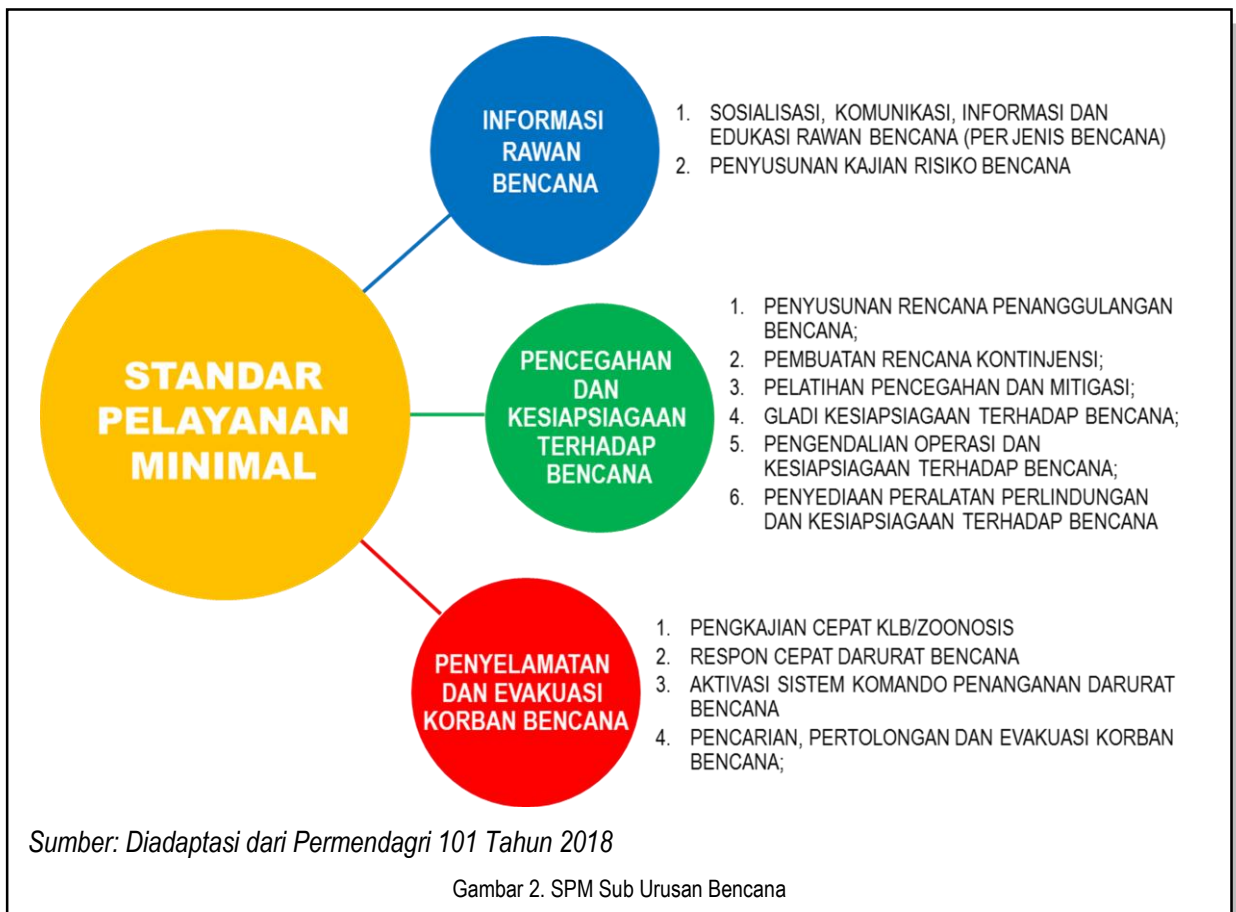 STANDAR
PELAYANAN
MINIMAL
INFORMASI
RAWAN
BENCANA
1. SOSIALISASI, KOMUNIKASI, INFORMASI DAN
EDUKASI RAWAN BENCANA (PER JENIS BENCANA)
2. PENYUSUNAN KAJIAN RISIKO BENCANA
PENCEGAHAN
DAN
KESIAPSIAGAAN
TERHADAP
BENCANA
1. PENYUSUNAN RENCANA PENANGGULANGAN
BENCANA;
2. PEMBUATAN RENCANA KONTINJENSI;
3. PELATIHAN PENCEGAHAN DAN MITIGASI;
4. GLADI KESIAPSIAGAAN TERHADAP BENCANA;
5. PENGENDALIAN OPERASI DAN
KESIAPSIAGAAN TERHADAP BENCANA;
6. PENYEDIAAN PERALATAN PERLINDUNGAN
DAN KESIAPSIAGAAN TERHADAP BENCANA
PENYELAMATAN
DAN EVAKUASI
KORBAN BENCANA
1. PENGKAJIAN CEPAT KLB/ZOONOSIS
2. RESPON CEPAT DARURAT BENCANA
3. AKTIVASI SISTEM KOMANDO PENANGANAN DARURAT
BENCANA
4. PENCARIAN, PERTOLONGAN DAN EVAKUASI KORBAN
BENCANA;
Sumber: Diadaptasi dari Permendagri 101 Tahun 2018
Gambar 2. SPM Sub Urusan Bencana